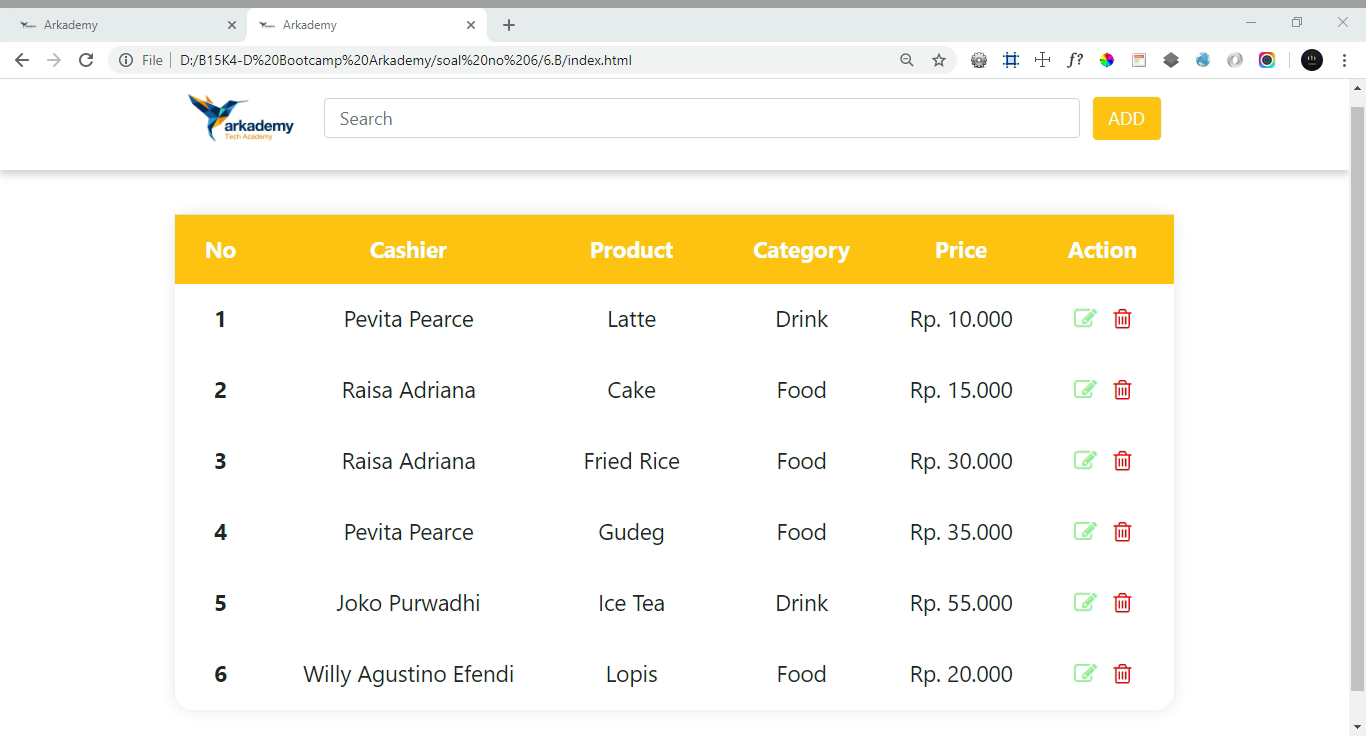 Arkademy Arkademy
File D:/B15K4-D%20Bootcamp%20Arkademy/soal%20no%206/6.B/index.html f?
arkademy Search ADD
Tech Academy
No Cashier Product Category Price Action
1 Pevita Pearce Latte Drink Rp. 10.000
2 Raisa Adriana Cake Food Rp. 15.000
3 Raisa Adriana Fried Rice Food Rp. 30.000
4 Pevita Pearce Gudeg Food Rp. 35.000
5 Joko Purwadhi Ice Tea Drink Rp. 55.000
6 Willy Agustino Efendi Lopis Food Rp. 20.000